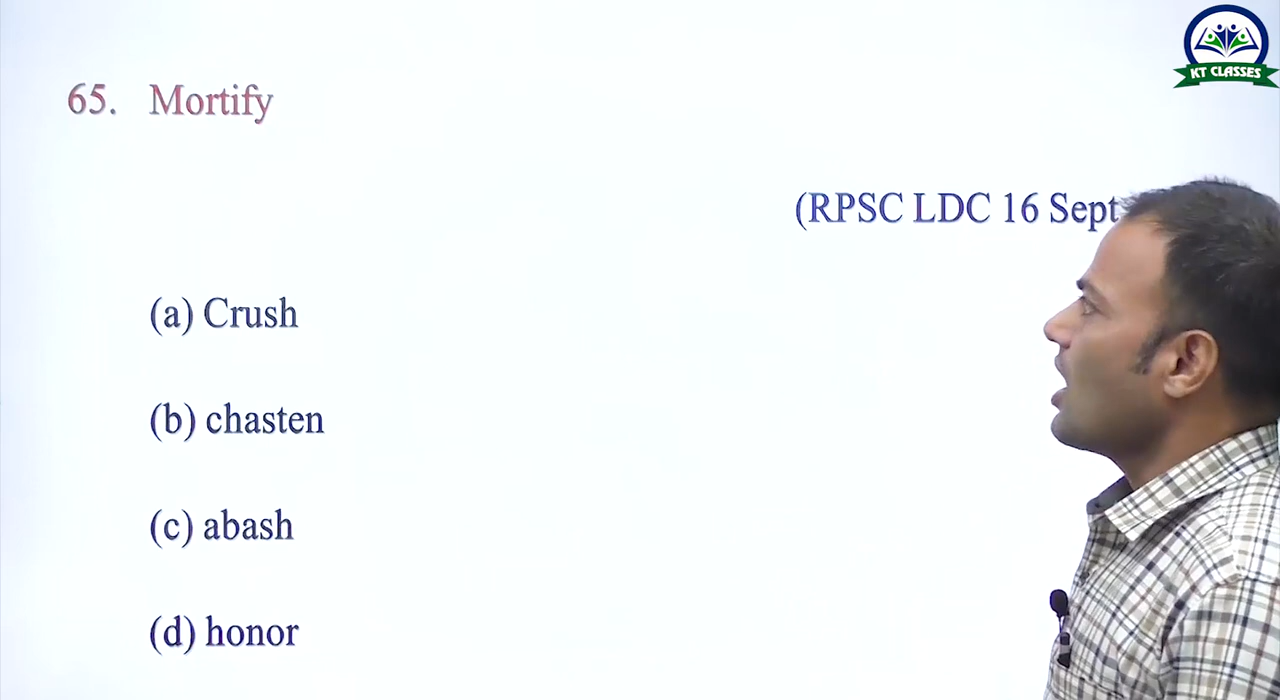 KT CLASSES
65. Mortify
(RPSC LDC 16 Sept
(a) Crush
(b) chasten
(c) abash
(d) honor